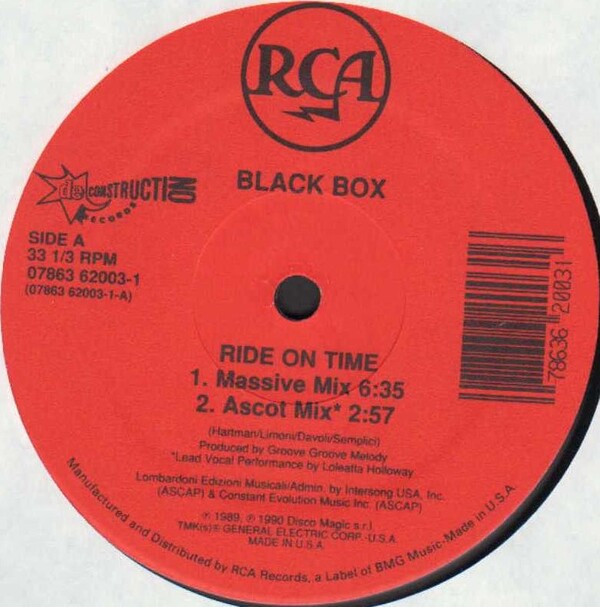 RCA
BLACK BOX
deCONSTRUCTION
RECORDS
SIDE A
33 1/3 RPM
07863 62003-1
(07863 62003-1-A)
78636 20031
RIDE ON TIME
1. Massive Mix 6:35
2. Ascot Mix* 2:57
(Hartman/Limoni/Davoli/Semplici)
Produced by Groove Groove Melody
*Lead Vocal Performance by Loleatta Holloway
Lombardoni Edizioni Musicali/Admin. by Intersong USA, Inc.
(ASCAP) & Constant Evolution Music Inc. (ASCAP)
℗ 1989, ℗ 1990 Disco Magic s.r.l.
TMK(s)® GENERAL ELECTRIC CORP.-U.S.A.
MADE IN U.S.A.
Manufactured and Distributed by RCA Records, a Label of BMG Music-Made in U.S.A.